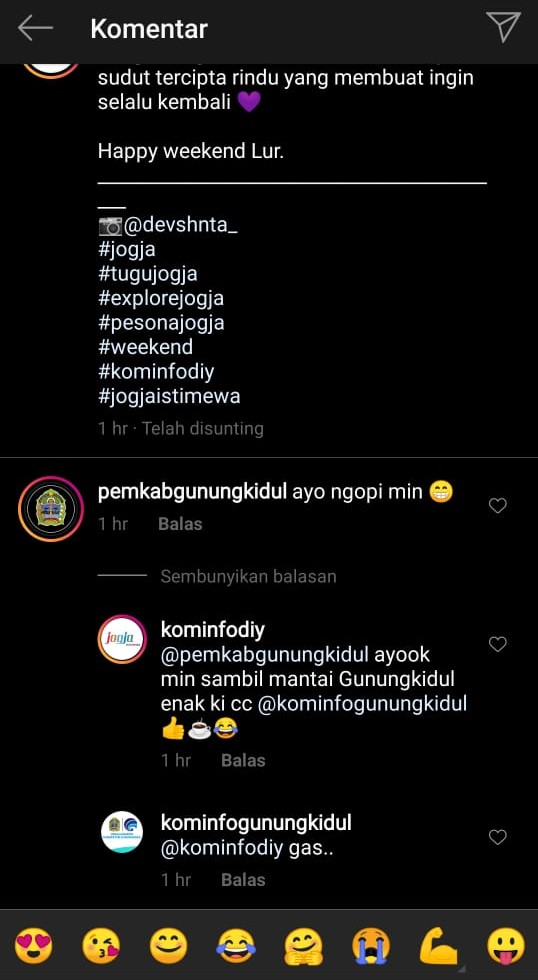 Komentar
sudut tercipta rindu yang membuat ingin
selalu kembali 💜
Happy weekend Lur.
📷@devshnta_
#jogja
#tugujogja
#explorejogja
#pesonajogja
#weekend
#kominfodiy
#jogjaistimewa
1 hr · Telah disunting
pemkabgunungkidul ayo ngopi min 😁
1 hr Balas
Sembunyikan balasan
jogja
kominfodiy
@pemkabgunungkidul ayook
min sambil mantai Gunungkidul
enak ki cc @kominfogunungkidul
👍☕😂
1 hr Balas
kominfogunungkidul
@kominfodiy gas..
1 hr Balas